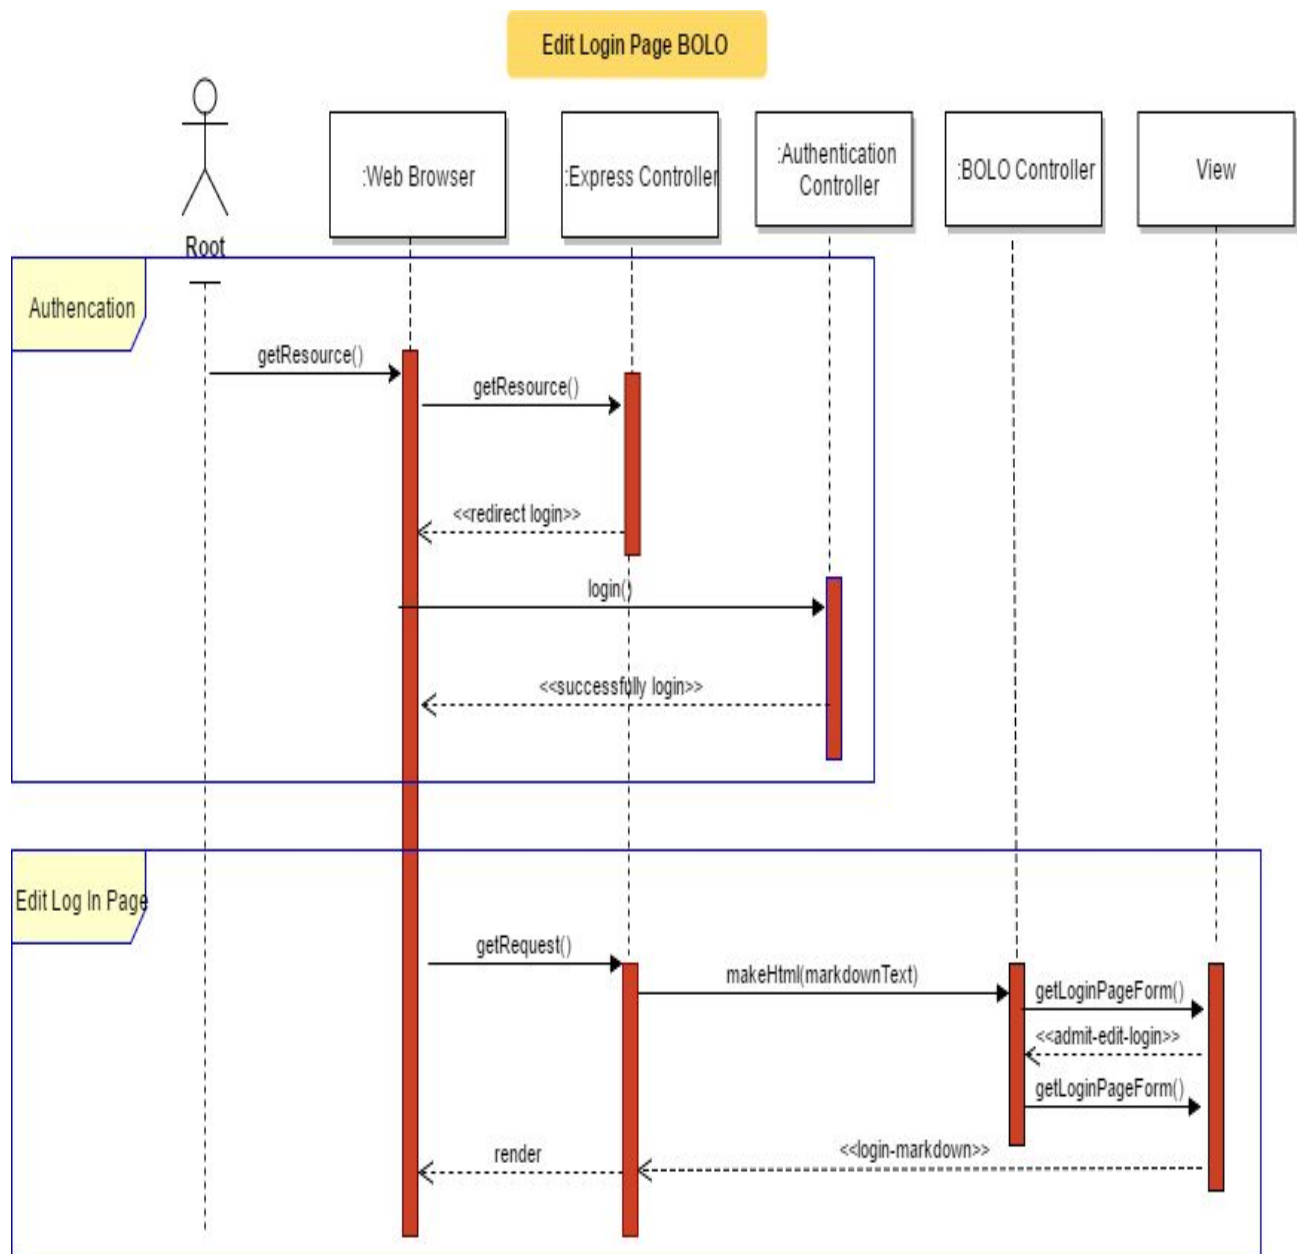 Edit Login Page BOLO
:Web Browser
:Express Controller
:Authentication
Controller
:BOLO Controller
View
Root
Authencation
getResource()
getResource()
<<redirect login>>
login()
<<successfully login>>
Edit Log In Page
getRequest()
makeHtml(markdownText)
getLoginPageForm()
<<admit-edit-login>>
getLoginPageForm()
<<login-markdown>>
render